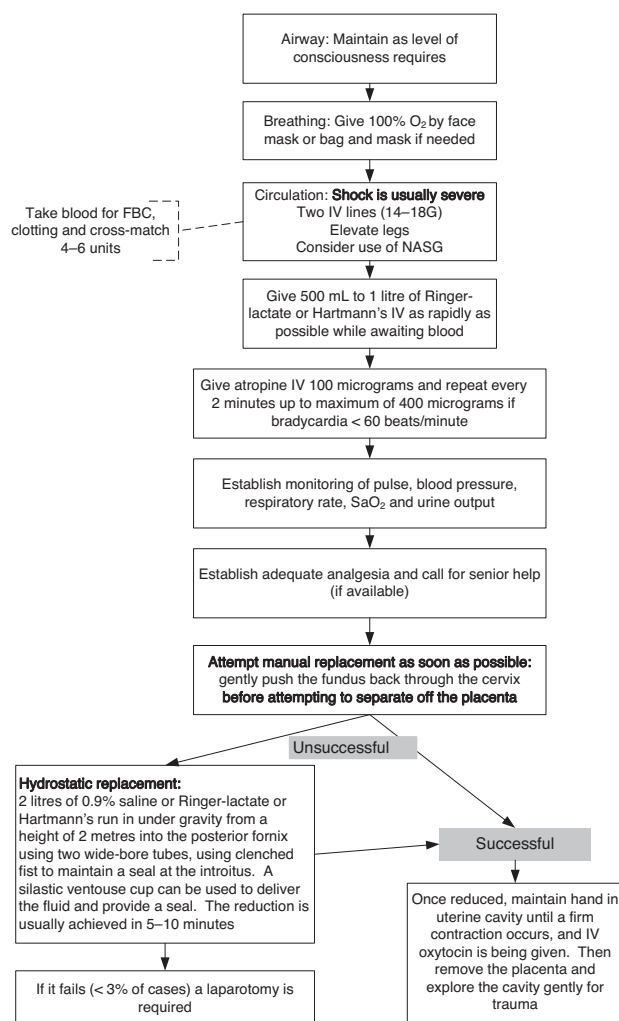 Airway: Maintain as level of
consciousness requires
Breathing: Give 100% O₂ by face
mask or bag and mask if needed
Take blood for FBC,
clotting and cross-match
4–6 units
Circulation: Shock is usually severe
Two IV lines (14–18G)
Elevate legs
Consider use of NASG
Give 500 mL to 1 litre of Ringer-
lactate or Hartmann's IV as rapidly as
possible while awaiting blood
Give atropine IV 100 micrograms and repeat every
2 minutes up to maximum of 400 micrograms if
bradycardia < 60 beats/minute
Establish monitoring of pulse, blood pressure,
respiratory rate, SaO₂ and urine output
Establish adequate analgesia and call for senior help
(if available)
Attempt manual replacement as soon as possible:
gently push the fundus back through the cervix
before attempting to separate off the placenta
Unsuccessful
Hydrostatic replacement:
2 litres of 0.9% saline or Ringer-lactate or
Hartmann's run in under gravity from a
height of 2 metres into the posterior fornix
using two wide-bore tubes, using clenched
fist to maintain a seal at the introitus. A
silastic ventouse cup can be used to deliver
the fluid and provide a seal. The reduction is
usually achieved in 5–10 minutes
If it fails (< 3% of cases) a laparotomy is
required
Successful
Once reduced, maintain hand in
uterine cavity until a firm
contraction occurs, and IV
oxytocin is being given. Then
remove the placenta and
explore the cavity gently for
trauma